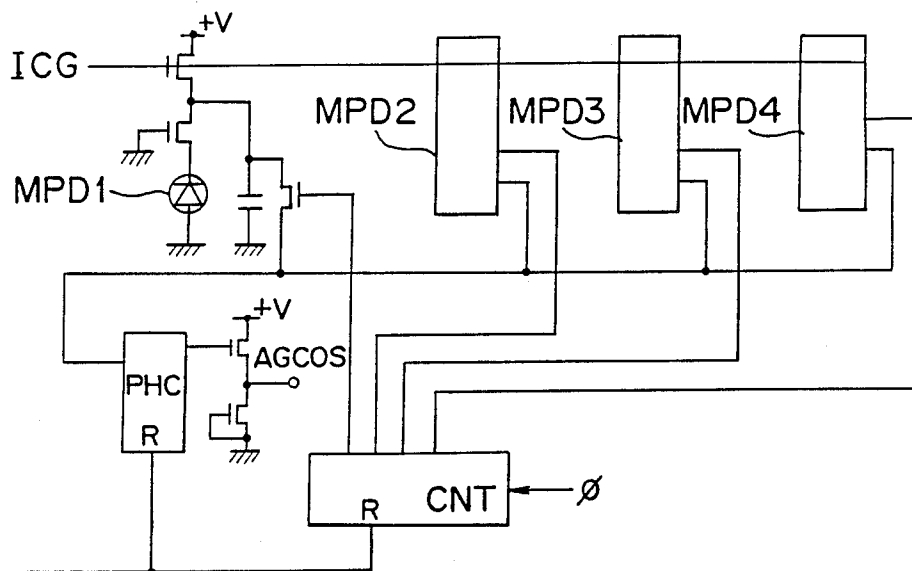 +V
ICG
MPD2
MPD3
MPD4
MPD1
+V
AGCOS
PHC
R
CNT
R
Ø